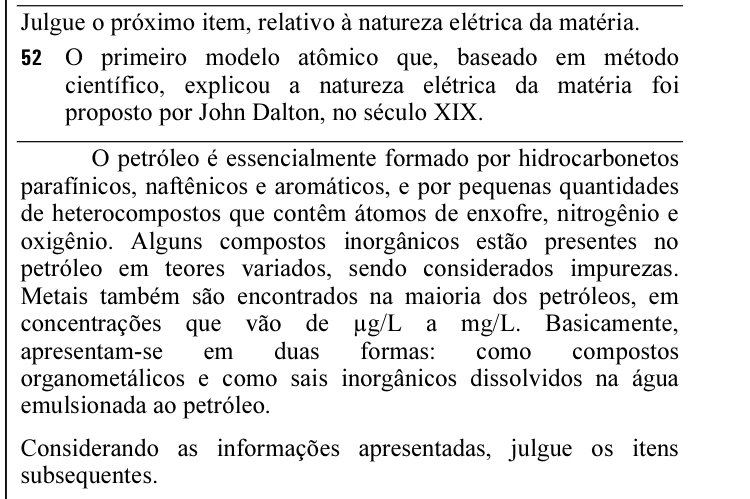 Julgue o próximo item, relativo à natureza elétrica da matéria.
52 O primeiro modelo atômico que, baseado em método
científico, explicou a natureza elétrica da matéria foi
proposto por John Dalton, no século XIX.
O petróleo é essencialmente formado por hidrocarbonetos
parafínicos, naftênicos e aromáticos, e por pequenas quantidades
de heterocompostos que contêm átomos de enxofre, nitrogênio e
oxigênio. Alguns compostos inorgânicos estão presentes no
petróleo em teores variados, sendo considerados impurezas.
Metais também são encontrados na maioria dos petróleos, em
concentrações que vão de µg/L a mg/L. Basicamente,
apresentam-se em duas formas: como compostos
organometálicos e como sais inorgânicos dissolvidos na água
emulsionada ao petróleo.
Considerando as informações apresentadas, julgue os itens
subsequentes.